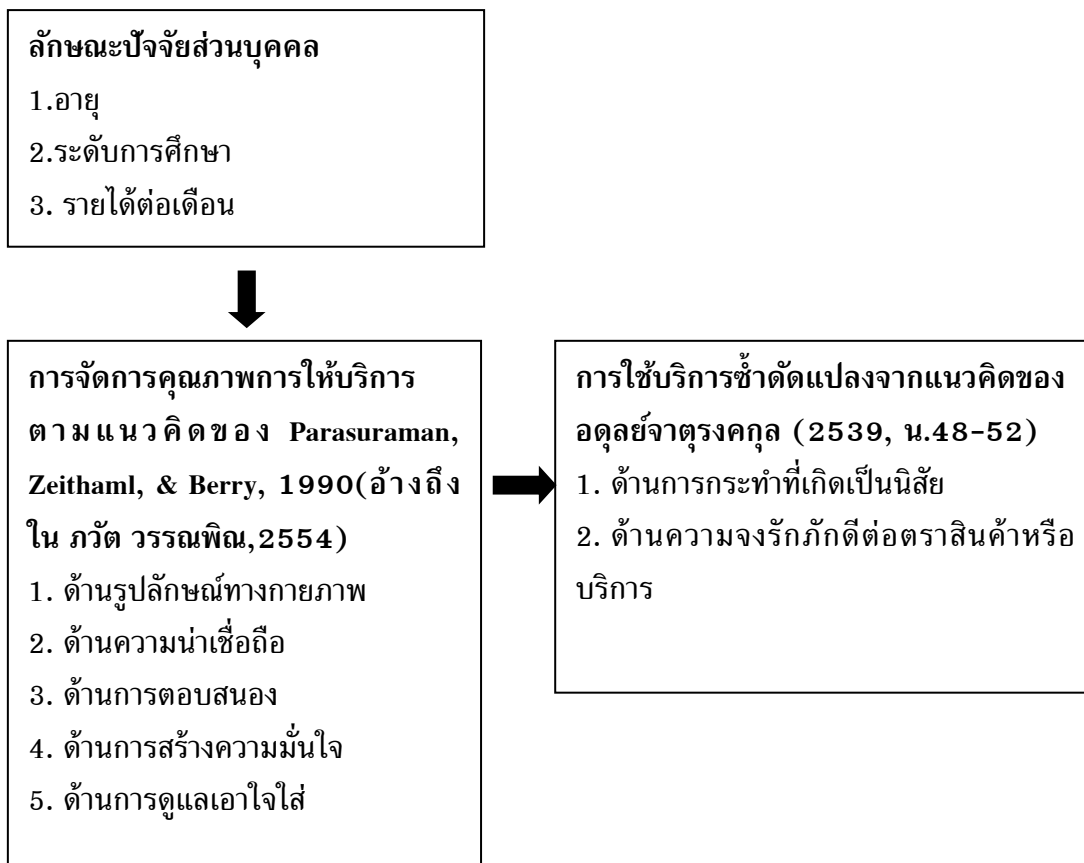 ลักษณะปัจจัยส่วนบุคคล
1.อายุ
2.ระดับการศึกษา
3. รายได้ต่อเดือน
การจัดการคุณภาพการให้บริการ
ตามแนวคิดของ Parasuraman,
Zeithaml, & Berry, 1990(อ้างถึง
ใน ภวัต วรรณพิณ,2554)
1. ด้านรูปลักษณ์ทางกายภาพ
2. ด้านความน่าเชื่อถือ
3. ด้านการตอบสนอง
4. ด้านการสร้างความมั่นใจ
5. ด้านการดูแลเอาใจใส่
การใช้บริการซ้ำดัดแปลงจากแนวคิดของ
อดุลย์จาตุรงคกุล (2539, น.48-52)
1. ด้านการกระทำที่เกิดเป็นนิสัย
2. ด้านความจงรักภักดีต่อตราสินค้าหรือ
บริการ